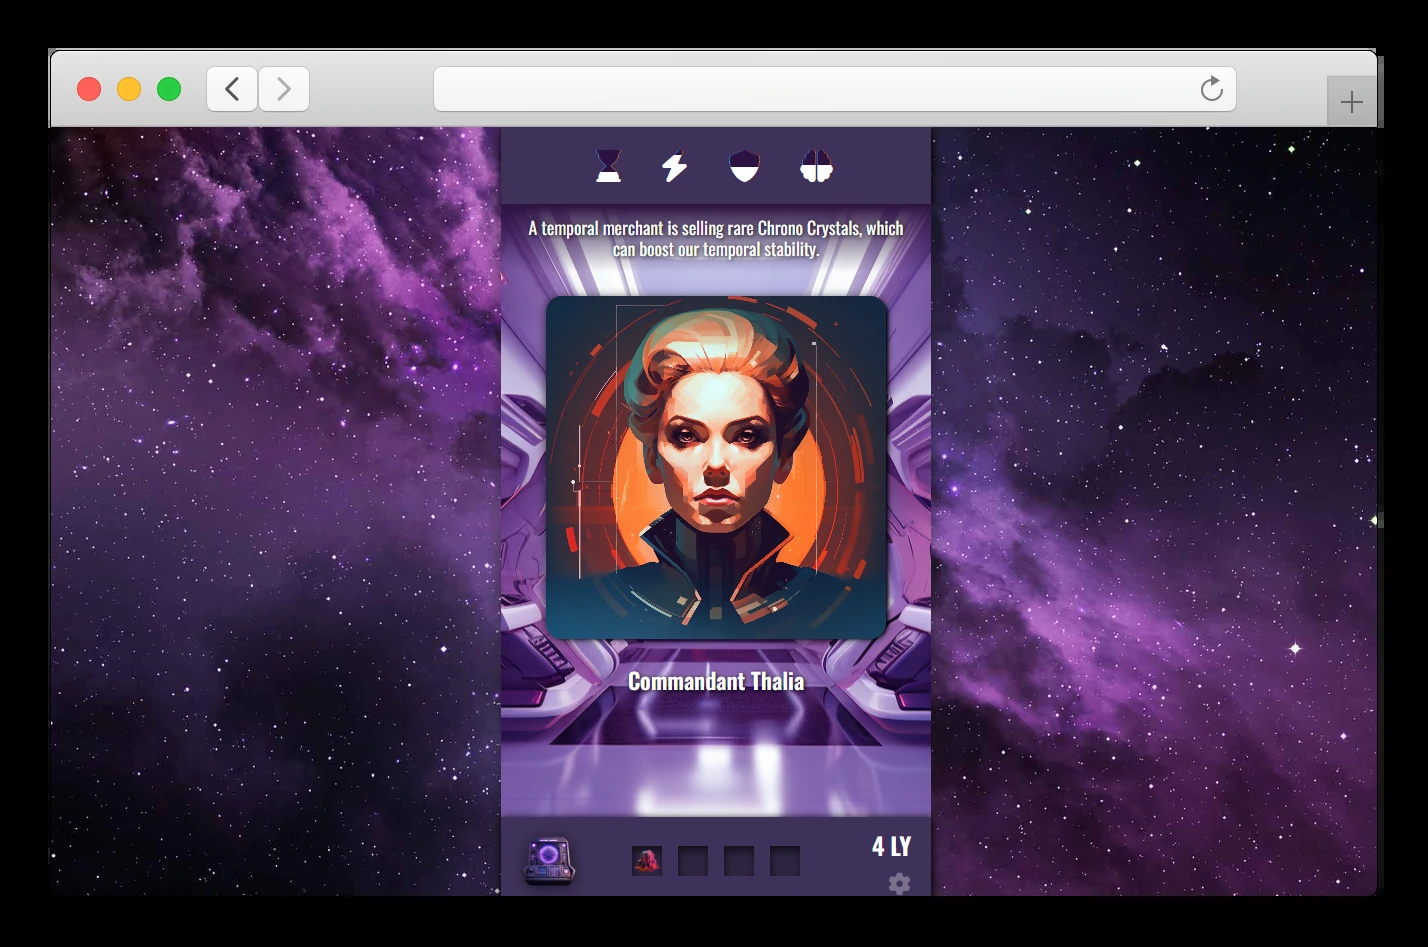 A temporal merchant is selling rare Chrono Crystals, which
can boost our temporal stability.
Commandant Thalia
4 LY